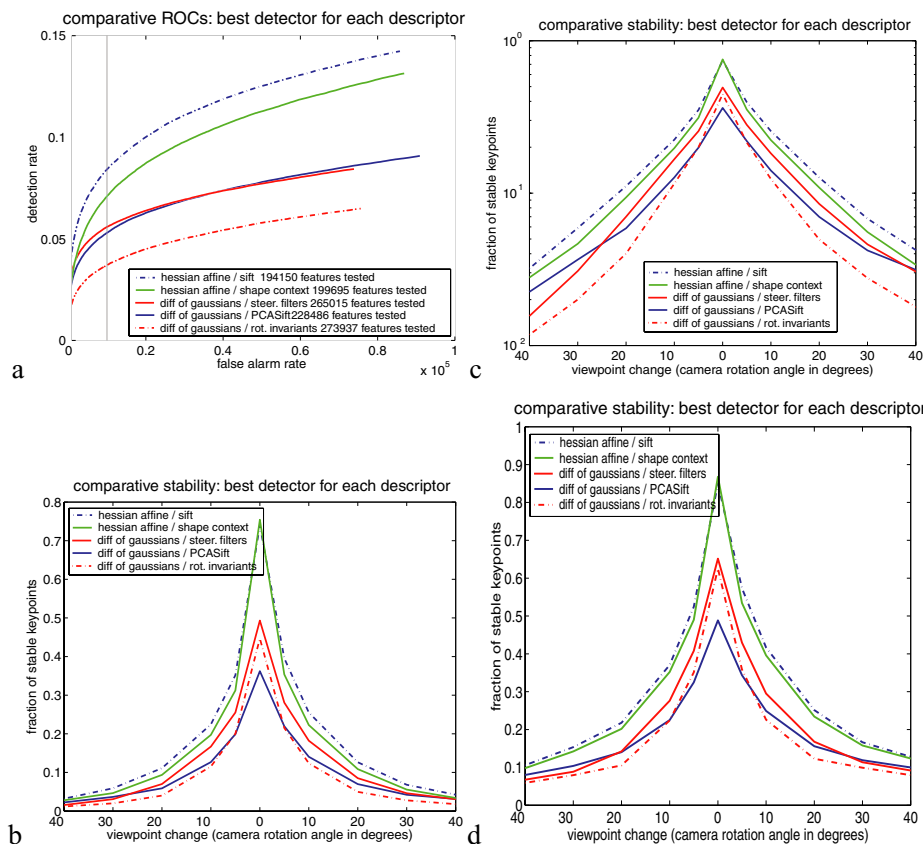 comparative ROCs: best detector for each descriptor
0.15
0.1
0.05
0
detection rate
hessian affine / sift 194150 features tested
hessian affine / shape context 199695 features tested
diff of gaussians / steer. filters 265015 features tested
diff of gaussians / PCASift228486 features tested
diff of gaussians / rot. invariants 273937 features tested
0 0.2 0.4 0.6 0.8 1
false alarm rate
x 10^5
a
comparative stability: best detector for each descriptor
10^0
10^1
10^2
fraction of stable keypoints
hessian affine / sift
hessian affine / shape context
diff of gaussians / steer. filters
diff of gaussians / PCASift
diff of gaussians / rot. invariants
40 30 20 10 0 10 20 30 40
viewpoint change (camera rotation angle in degrees)
c
comparative stability: best detector for each descriptor
0.8
0.7
0.6
0.5
0.4
0.3
0.2
0.1
0
fraction of stable keypoints
hessian affine / sift
hessian affine / shape context
diff of gaussians / steer. filters
diff of gaussians / PCASift
diff of gaussians / rot. invariants
40 30 20 10 0 10 20 30 40
viewpoint change (camera rotation angle in degrees)
b
comparative stability: best detector for each descriptor
1
0.9
0.8
0.7
0.6
0.5
0.4
0.3
0.2
0.1
0
fraction of stable keypoints
hessian affine / sift
hessian affine / shape context
diff of gaussians / steer. filters
diff of gaussians / PCASift
diff of gaussians / rot. invariants
40 30 20 10 0 10 20 30 40
viewpoint change (camera rotation angle in degrees)
d